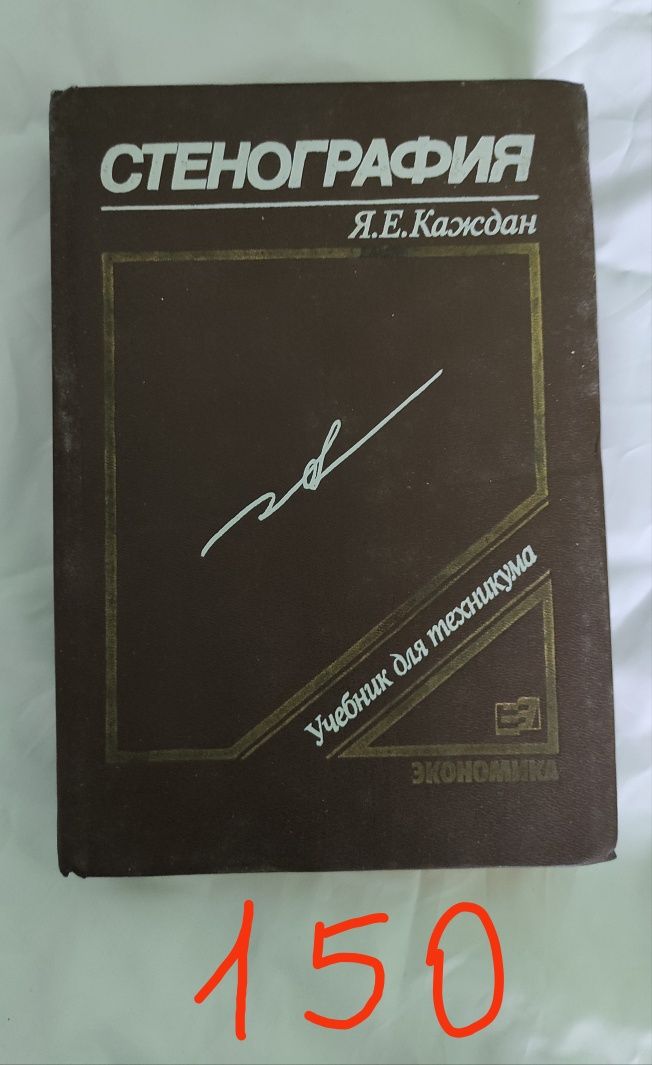 СТЕНОГРАФИЯ
Я.Е.Каждан
Учебник для техникума
ЭКОНОМИКА
150